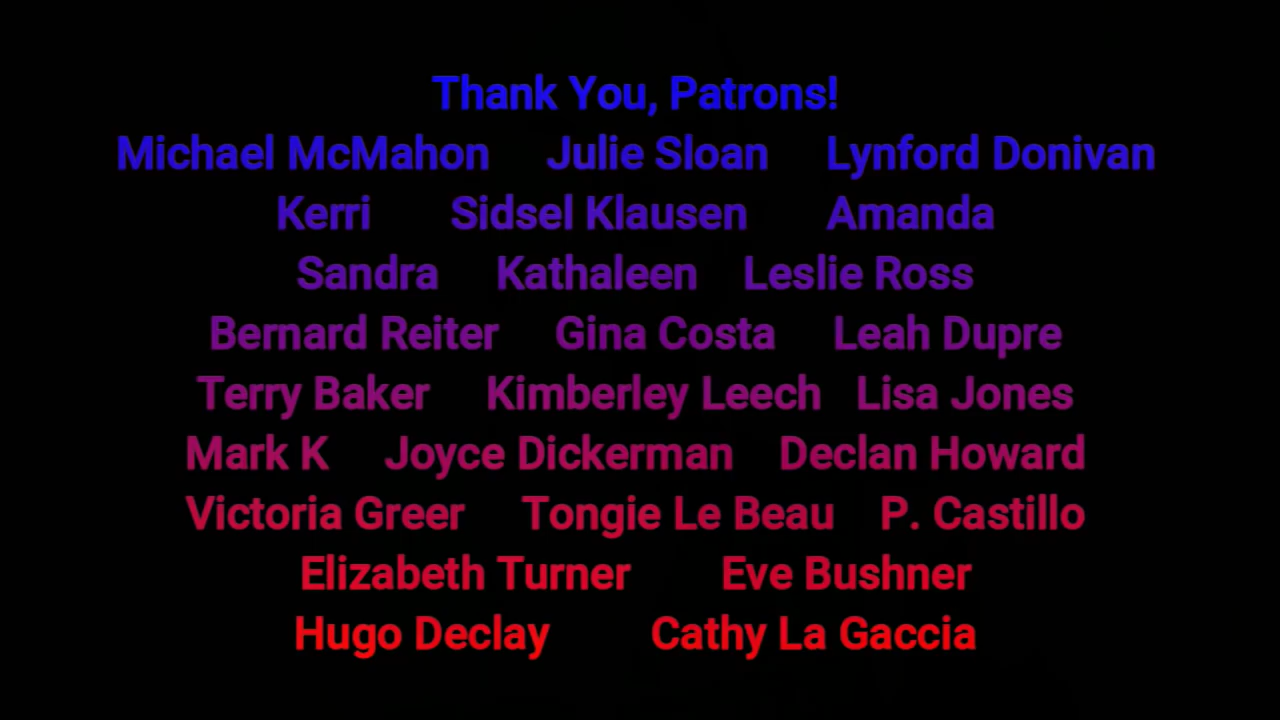 Thank You, Patrons!
Michael McMahon Julie Sloan Lynford Donivan
Kerri Sidsel Klausen Amanda
Sandra Kathaleen Leslie Ross
Bernard Reiter Gina Costa Leah Dupre
Terry Baker Kimberley Leech Lisa Jones
Mark K Joyce Dickerman Declan Howard
Victoria Greer Tongie Le Beau P. Castillo
Elizabeth Turner Eve Bushner
Hugo Declay Cathy La Gaccia